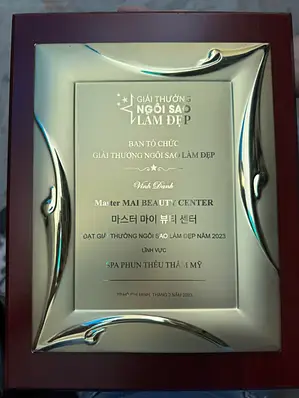 GIẢI THƯỞNG
NGÔI SAO
LÀM ĐẸP
BAN TỔ CHỨC
GIẢI THƯỞNG NGÔI SAO LÀM ĐẸP
Vinh Danh
Master MAI BEAUTY CENTER
마스터 마이 뷰티 센터
ĐẠT GIẢI THƯỞNG NGÔI SAO LÀM ĐẸP NĂM 2023
LĨNH VỰC
SPA PHUN THÊU THẨM MỸ